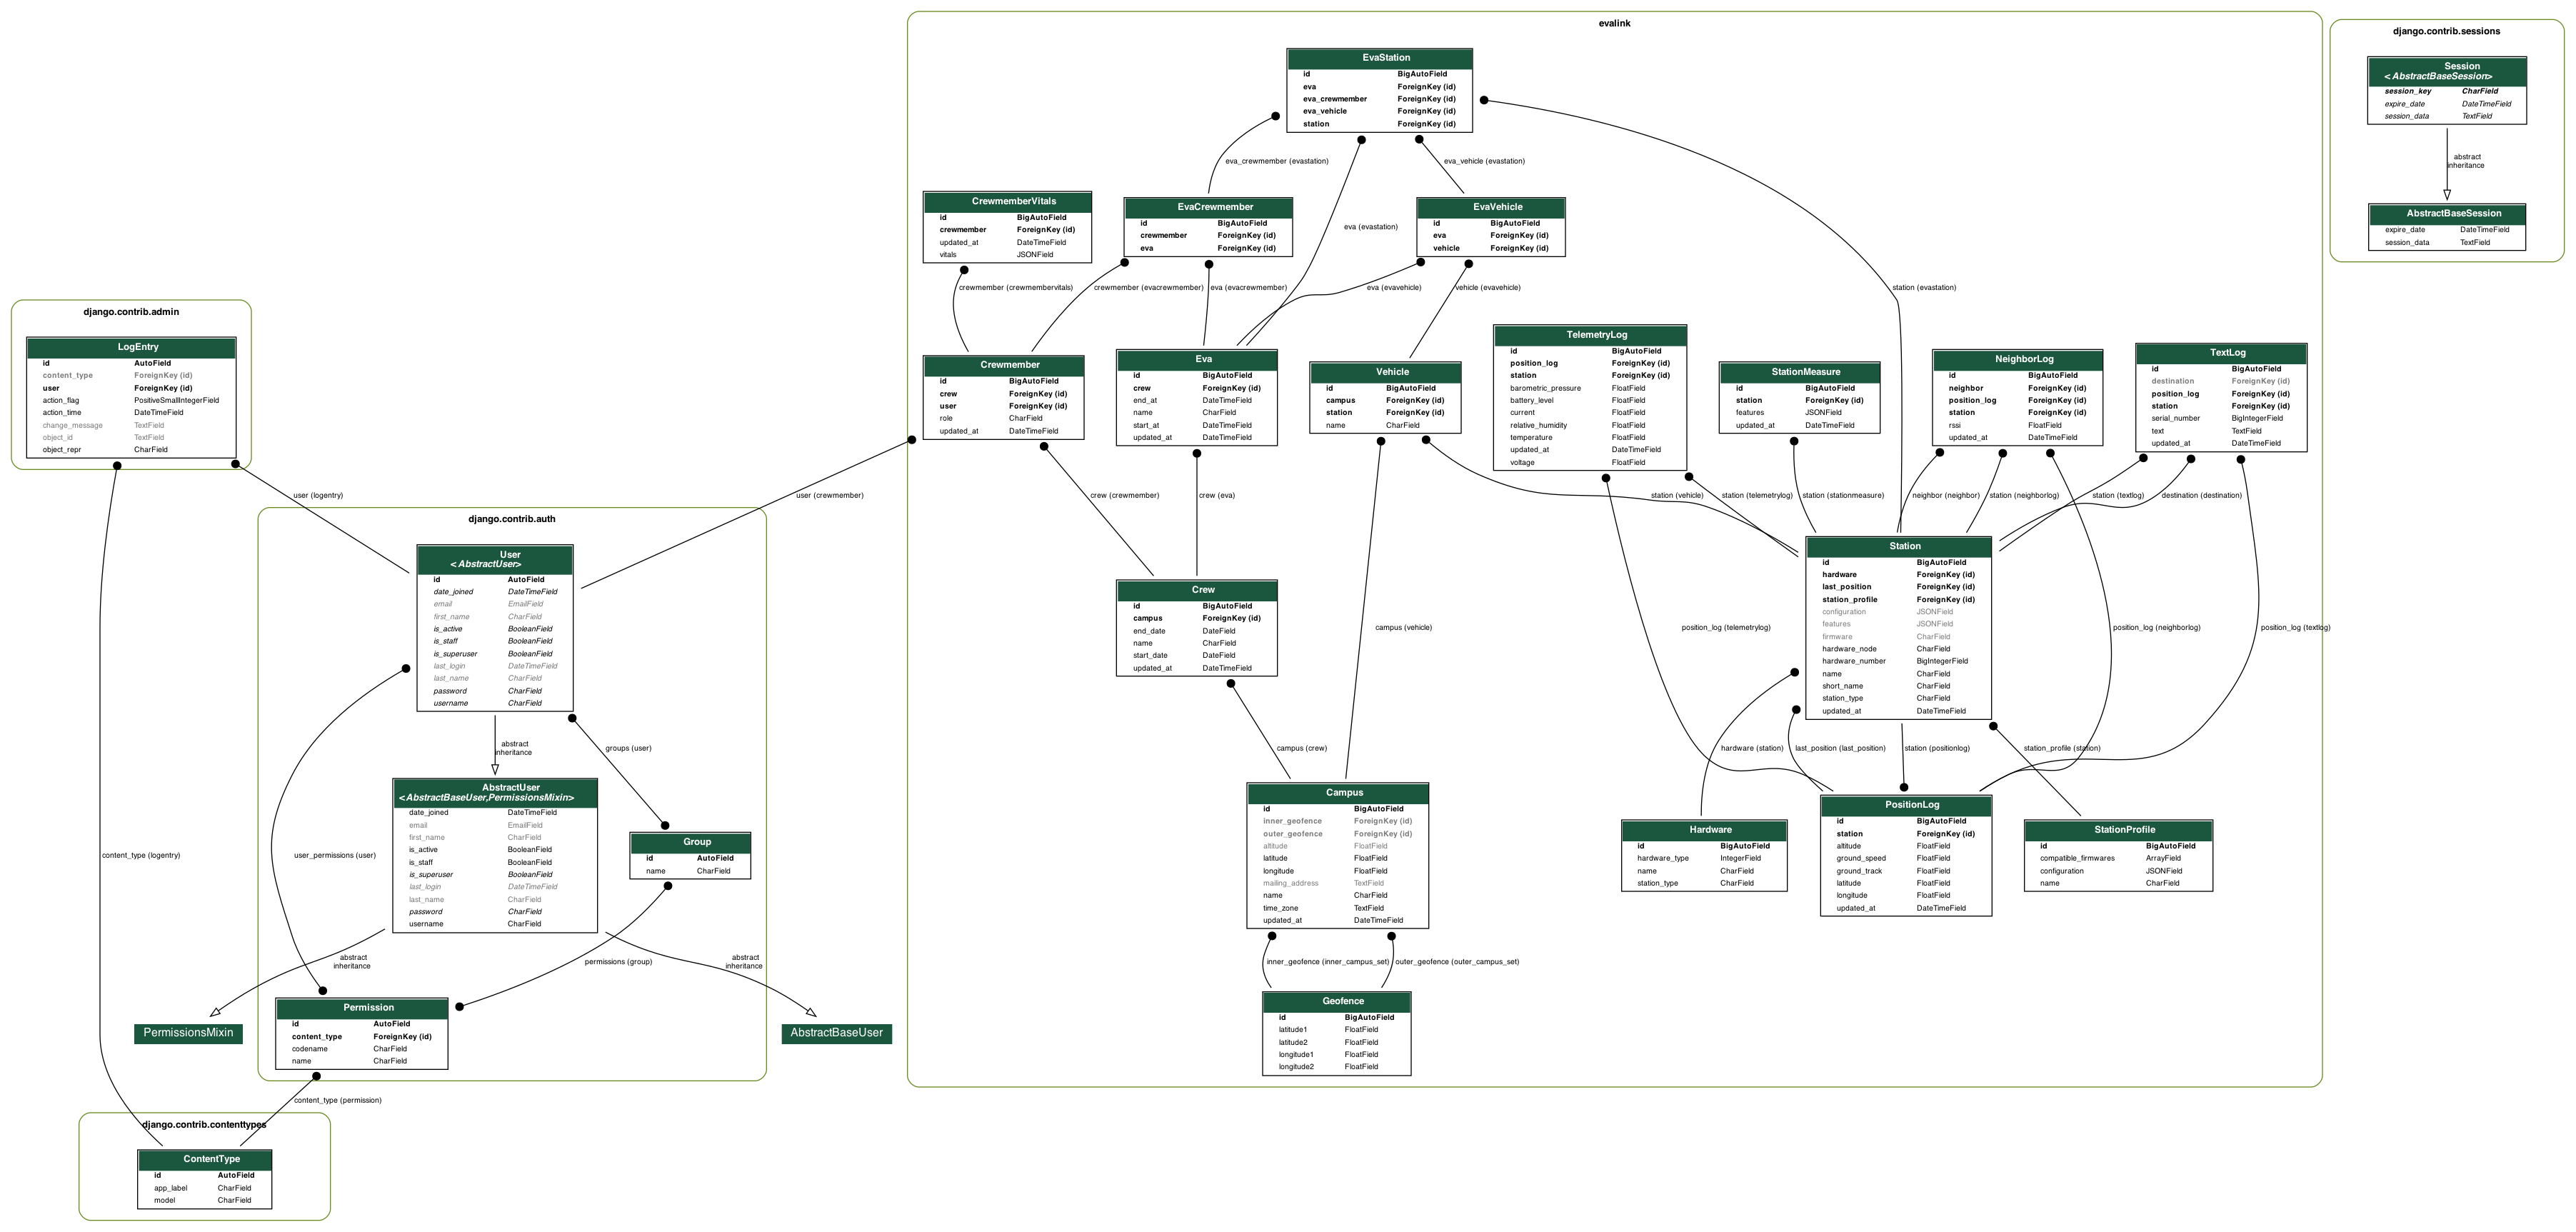 evalink
django.contrib.sessions
EvaStation
id BigAutoField
eva ForeignKey (id)
eva_crewmember ForeignKey (id)
eva_vehicle ForeignKey (id)
station ForeignKey (id)
Session
<AbstractBaseSession>
session_key CharField
expire_date DateTimeField
session_data TextField
eva_crewmember (evastation)
eva_vehicle (evastation)
abstract
inheritance
CrewmemberVitals
id BigAutoField
crewmember ForeignKey (id)
updated_at DateTimeField
vitals JSONField
EvaCrewmember
id BigAutoField
crewmember ForeignKey (id)
eva ForeignKey (id)
eva (evastation)
EvaVehicle
id BigAutoField
eva ForeignKey (id)
vehicle ForeignKey (id)
AbstractBaseSession
expire_date DateTimeField
session_data TextField
crewmember (crewmembervitals)
crewmember (evacrewmember)
eva (evacrewmember)
eva (evavehicle)
vehicle (evavehicle)
station (evastation)
django.contrib.admin
LogEntry
id AutoField
content_type ForeignKey (id)
user ForeignKey (id)
action_flag PositiveSmallIntegerField
action_time DateTimeField
change_message TextField
object_id TextField
object_repr CharField
Crewmember
id BigAutoField
crew ForeignKey (id)
user ForeignKey (id)
role CharField
updated_at DateTimeField
Eva
id BigAutoField
crew ForeignKey (id)
end_at DateTimeField
name CharField
start_at DateTimeField
updated_at DateTimeField
Vehicle
id BigAutoField
campus ForeignKey (id)
station ForeignKey (id)
name CharField
TelemetryLog
id BigAutoField
position_log ForeignKey (id)
station ForeignKey (id)
barometric_pressure FloatField
battery_level FloatField
current FloatField
relative_humidity FloatField
temperature FloatField
updated_at DateTimeField
voltage FloatField
StationMeasure
id BigAutoField
station ForeignKey (id)
features JSONField
updated_at DateTimeField
NeighborLog
id BigAutoField
neighbor ForeignKey (id)
position_log ForeignKey (id)
station ForeignKey (id)
rssi FloatField
updated_at DateTimeField
TextLog
id BigAutoField
destination ForeignKey (id)
position_log ForeignKey (id)
station ForeignKey (id)
serial_number BigIntegerField
text TextField
updated_at DateTimeField
user (logentry)
user (crewmember)
crew (crewmember)
crew (eva)
station (vehicle)
station (telemetrylog)
station (stationmeasure)
neighbor (neighbor)
station (neighborlog)
station (textlog)
destination (destination)
django.contrib.auth
User
<AbstractUser>
id AutoField
date_joined DateTimeField
email EmailField
first_name CharField
is_active BooleanField
is_staff BooleanField
is_superuser BooleanField
last_login DateTimeField
last_name CharField
password CharField
username CharField
Crew
id BigAutoField
campus ForeignKey (id)
end_date DateField
name CharField
start_date DateField
updated_at DateTimeField
campus (vehicle)
position_log (telemetrylog)
Station
id BigAutoField
hardware ForeignKey (id)
last_position ForeignKey (id)
station_profile ForeignKey (id)
configuration JSONField
features JSONField
firmware CharField
hardware_node CharField
hardware_number BigIntegerField
name CharField
short_name CharField
station_type CharField
updated_at DateTimeField
position_log (neighborlog)
position_log (textlog)
abstract
inheritance
groups (user)
campus (crew)
hardware (station)
last_position (last_position)
station (positionlog)
station_profile (station)
AbstractUser
<AbstractBaseUser,PermissionsMixin>
date_joined DateTimeField
email EmailField
first_name CharField
is_active BooleanField
is_staff BooleanField
is_superuser BooleanField
last_login DateTimeField
last_name CharField
password CharField
username CharField
Group
id AutoField
name CharField
content_type (logentry)
user_permissions (user)
Campus
id BigAutoField
inner_geofence ForeignKey (id)
outer_geofence ForeignKey (id)
altitude FloatField
latitude FloatField
longitude FloatField
mailing_address TextField
name CharField
time_zone TextField
updated_at DateTimeField
Hardware
id BigAutoField
hardware_type IntegerField
name CharField
station_type CharField
PositionLog
id BigAutoField
station ForeignKey (id)
altitude FloatField
ground_speed FloatField
ground_track FloatField
latitude FloatField
longitude FloatField
updated_at DateTimeField
StationProfile
id BigAutoField
compatible_firmwares ArrayField
configuration JSONField
name CharField
abstract
inheritance
permissions (group)
abstract
inheritance
inner_geofence (inner_campus_set)
outer_geofence (outer_campus_set)
PermissionsMixin
Permission
id AutoField
content_type ForeignKey (id)
codename CharField
name CharField
AbstractBaseUser
Geofence
id BigAutoField
latitude1 FloatField
latitude2 FloatField
longitude1 FloatField
longitude2 FloatField
content_type (permission)
django.contrib.contenttypes
ContentType
id AutoField
app_label CharField
model CharField